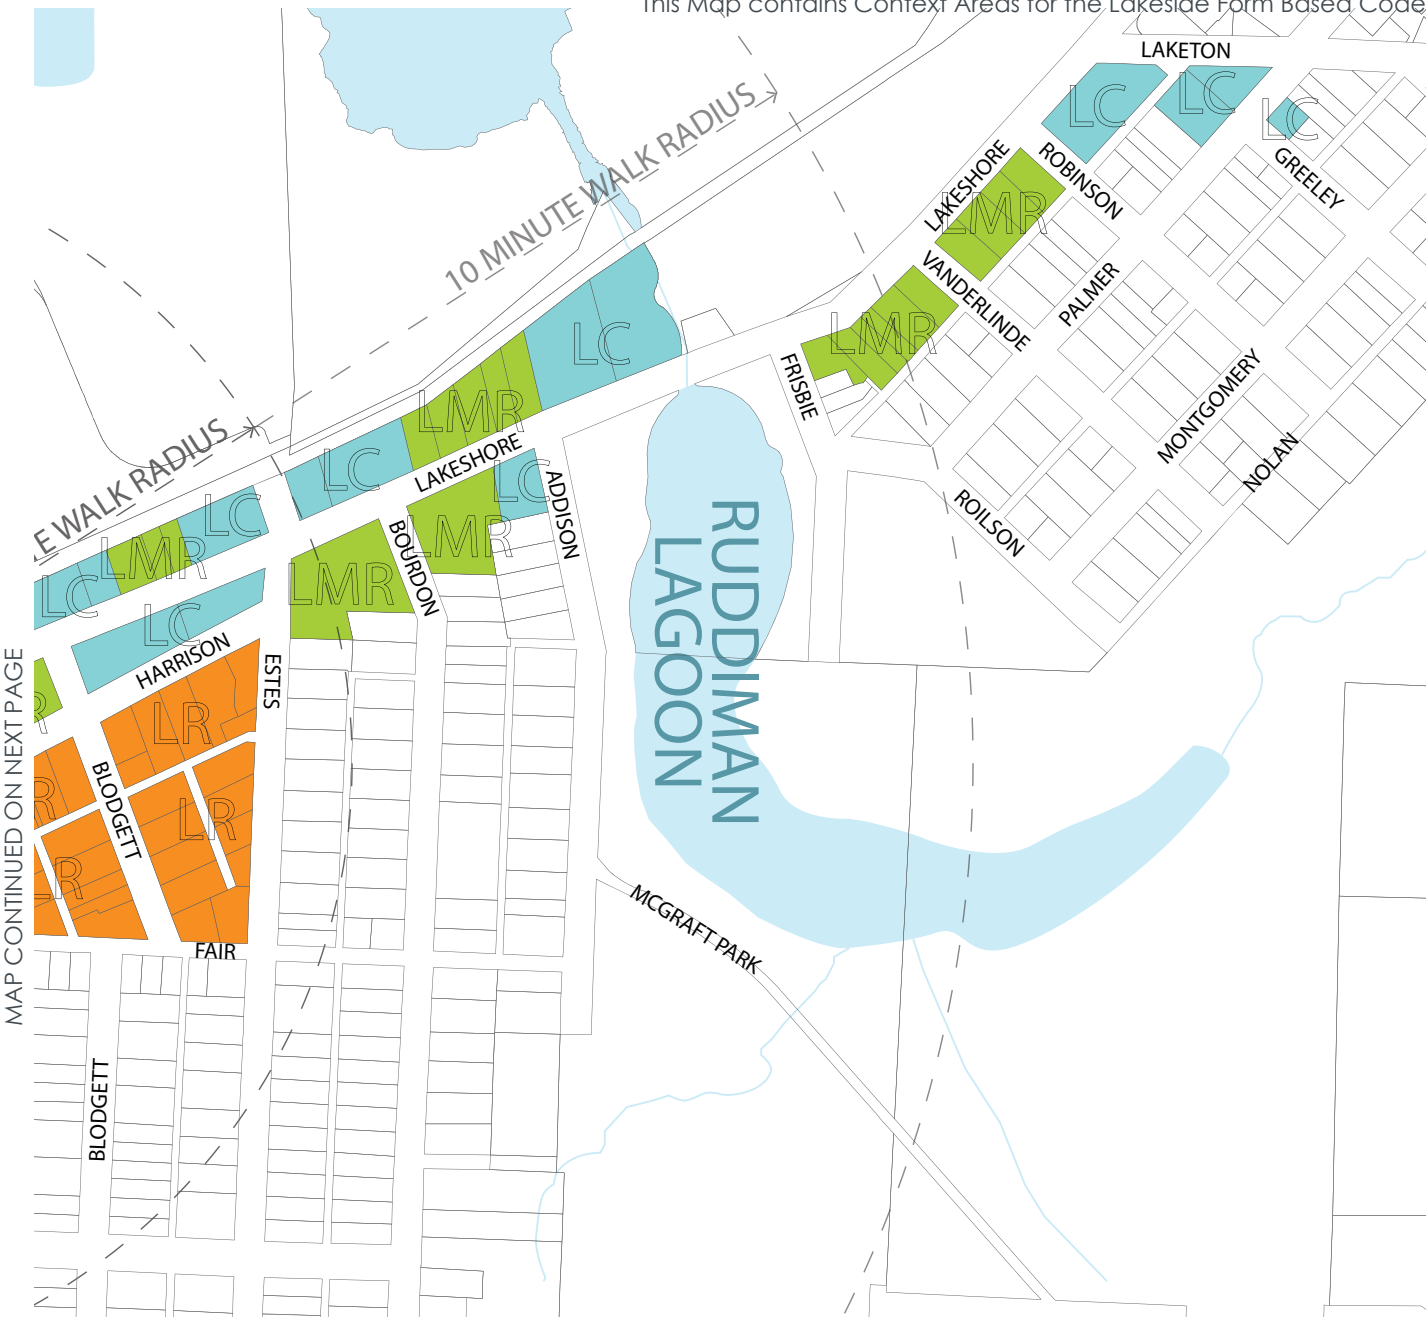 This Map contains Context Areas for the Lakeside Form Based Code
LAKETON
LC
LC
LC
10 MINUTE WALK RADIUS
LAKESHORE
ROBINSON
GREELEY
LMR
VANDERLINDE
PALMER
LMR
FRISBIE
LC
LMR
MONTGOMERY
NOLAN
ROILSON
LAKESHORE
LC
LC
ADDISON
LMR
BOURDON
LMR
E WALK RADIUS
LC
LMR
LC
LC
HARRISON
ESTES
RUDDIMAN
LAGOON
R
LR
R
LR
LR
BLODGETT
FAIR
MCGRAFT PARK
BLODGETT
MAP CONTINUED ON NEXT PAGE